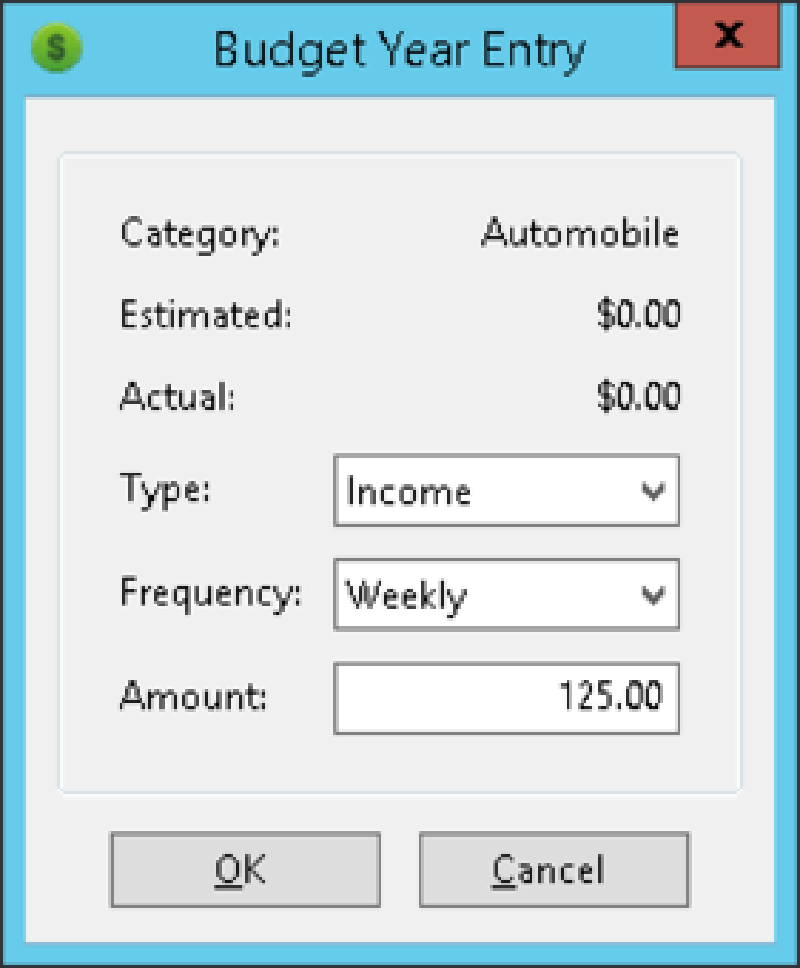 $ Budget Year Entry x
Category: Automobile
Estimated: $0.00
Actual: $0.00
Type: Income
Frequency: Weekly
Amount: 125.00
OK Cancel